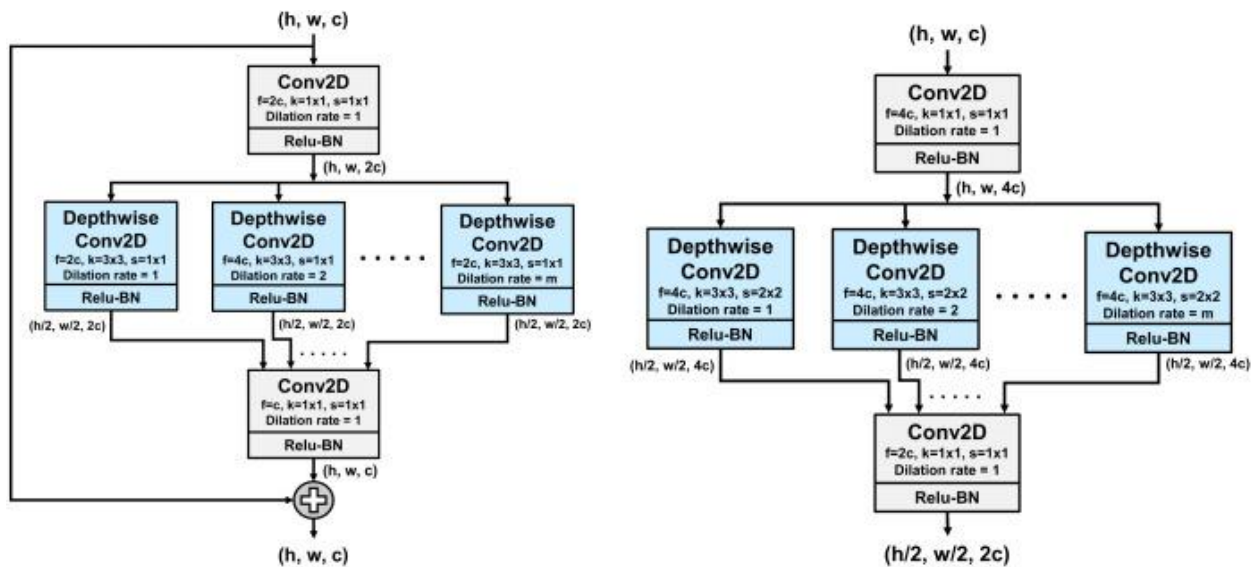 (h, w, c)
Conv2D
f=2c, k=1x1, s=1x1
Dilation rate = 1
Relu-BN
(h, w, 2c)
Depthwise
Conv2D
f=2c, k=3x3, s=1x1
Dilation rate = 1
Relu-BN
(h/2, w/2, 2c)
Depthwise
Conv2D
f=4c, k=3x3, s=1x1
Dilation rate = 2
Relu-BN
(h/2, w/2, 2c)
Depthwise
Conv2D
f=2c, k=3x3, s=1x1
Dilation rate = m
Relu-BN
(h/2, w/2, 2c)
Conv2D
f=c, k=1x1, s=1x1
Dilation rate = 1
Relu-BN
(h, w, c)
(h, w, c)
(h, w, c)
Conv2D
f=4c, k=1x1, s=1x1
Dilation rate = 1
Relu-BN
(h, w, 4c)
Depthwise
Conv2D
f=4c, k=3x3, s=2x2
Dilation rate = 1
Relu-BN
(h/2, w/2, 4c)
Depthwise
Conv2D
f=4c, k=3x3, s=2x2
Dilation rate = 2
Relu-BN
(h/2, w/2, 4c)
Depthwise
Conv2D
f=4c, k=3x3, s=2x2
Dilation rate = m
Relu-BN
(h/2, w/2, 4c)
Conv2D
f=2c, k=1x1, s=1x1
Dilation rate = 1
Relu-BN
(h/2, w/2, 2c)